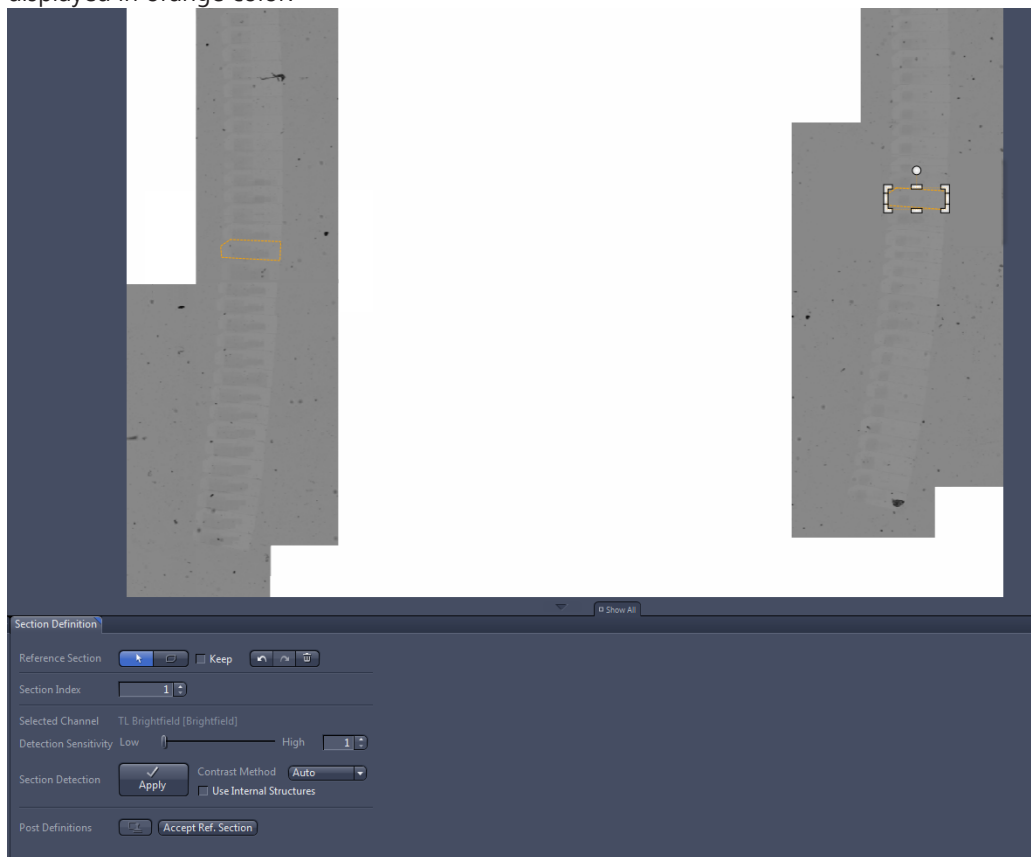 displayed in orange color.
Show All
Section Definition
Reference Section Keep
Section Index 1
Selected Channel TL Brightfield [Brightfield]
Detection Sensitivity Low High 1
Section Detection Apply Contrast Method Auto
Use Internal Structures
Post Definitions Accept Ref. Section